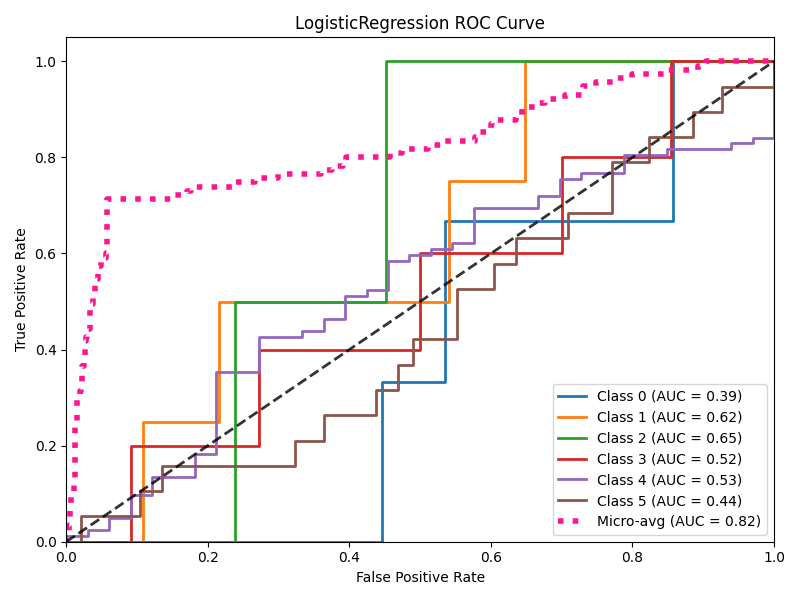 LogisticRegression ROC Curve
True Positive Rate
1.0
0.8
0.6
0.4
0.2
0.0
0.0 0.2 0.4 0.6 0.8 1.0
False Positive Rate
Class 0 (AUC = 0.39)
Class 1 (AUC = 0.62)
Class 2 (AUC = 0.65)
Class 3 (AUC = 0.52)
Class 4 (AUC = 0.53)
Class 5 (AUC = 0.44)
Micro-avg (AUC = 0.82)